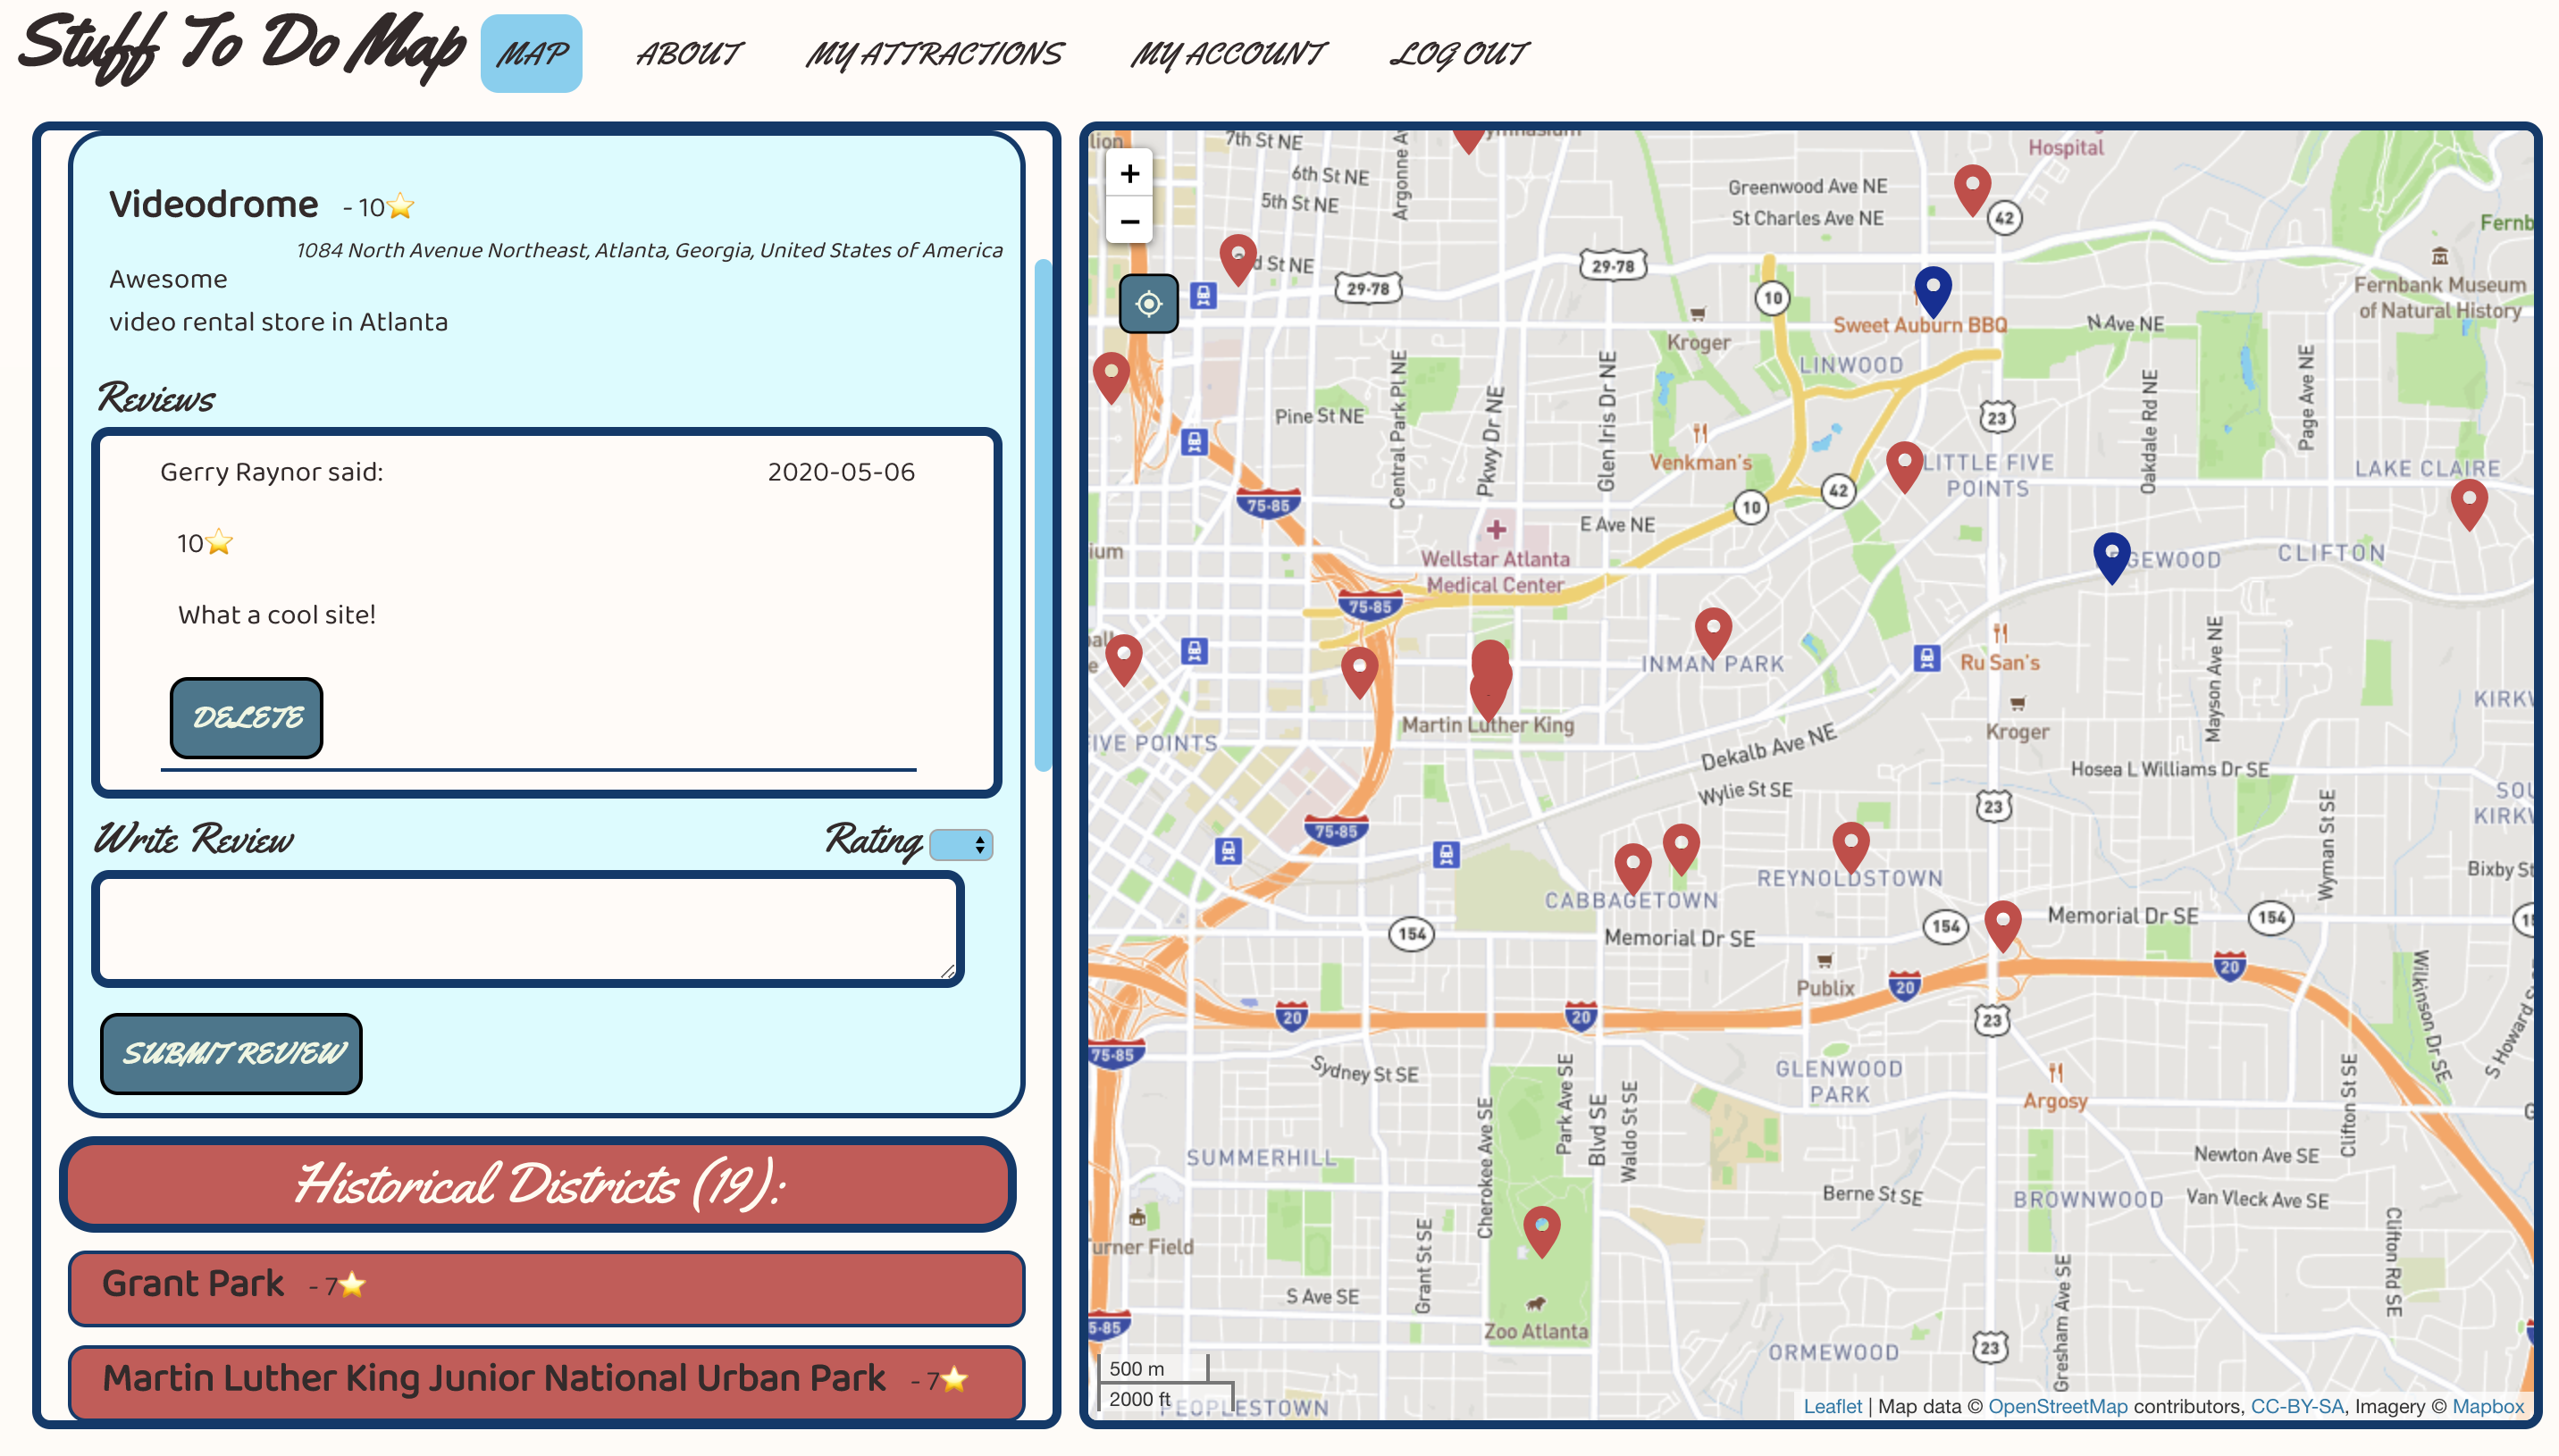 Stuff To Do Map
MAP
ABOUT
MY ATTRACTIONS
MY ACCOUNT
LOG OUT
Videodrome - 10⭐
1084 North Avenue Northeast, Atlanta, Georgia, United States of America
Awesome
video rental store in Atlanta
Reviews
Gerry Raynor said:
2020-05-06
10⭐
What a cool site!
DELETE
Write Review
Rating
SUBMIT REVIEW
Historical Districts (19):
Grant Park - 7⭐
Martin Luther King Junior National Urban Park - 7⭐
+
−
7th St NE
6th St NE
5th St NE
Hospital
Greenwood Ave NE
St Charles Ave NE
42
d St NE
29-78
29-78
10
Kroger
Sweet Auburn BBQ
LINWOOD
N Ave NE
Fernb
Fernbank Museum
of Natural History
Pine St NE
Central Park Pl NE
Pkwy Dr NE
Glen Iris Dr NE
Argonne A
23
Oakdale Rd NE
Page Ave NE
Venkman's
LITTLE FIVE
POINTS
LAKE CLAIRE
75-85
42
10
E Ave NE
Wellstar Atlanta
Medical Center
ium
GEWOOD
CLIFTON
75-85
INMAN PARK
Ru San's
Mayson Ave NE
KIRKW
Martin Luther King
FIVE POINTS
Dekalb Ave NE
Kroger
Wylie St SE
Hosea L Williams Dr SE
SOU
KIRKW
23
75-85
Wyman St SE
Bixby St
REYNOLDSTOWN
CABBAGETOWN
154
Memorial Dr SE
154
Memorial Dr SE
154
15
Publix
20
20
20
20
23
75-85
Wilkinson Dr SE
S Howard S
Sydney St SE
Park Ave SE
Blvd SE
Waldo St SE
GLENWOOD
PARK
Argosy
Clifton St SE
Cherokee Ave SE
SUMMERHILL
Newton Ave SE
Berne St SE
BROWNWOOD
Van Vleck Ave SE
Turner Field
Grant St SE
S Ave SE
Gresham Ave SE
Clifton Rd SE
5-85
Zoo Atlanta
23
ORMEWOOD
500 m
2000 ft
PEOPLESTOWN
Leaflet | Map data © OpenStreetMap contributors, CC-BY-SA, Imagery © Mapbox